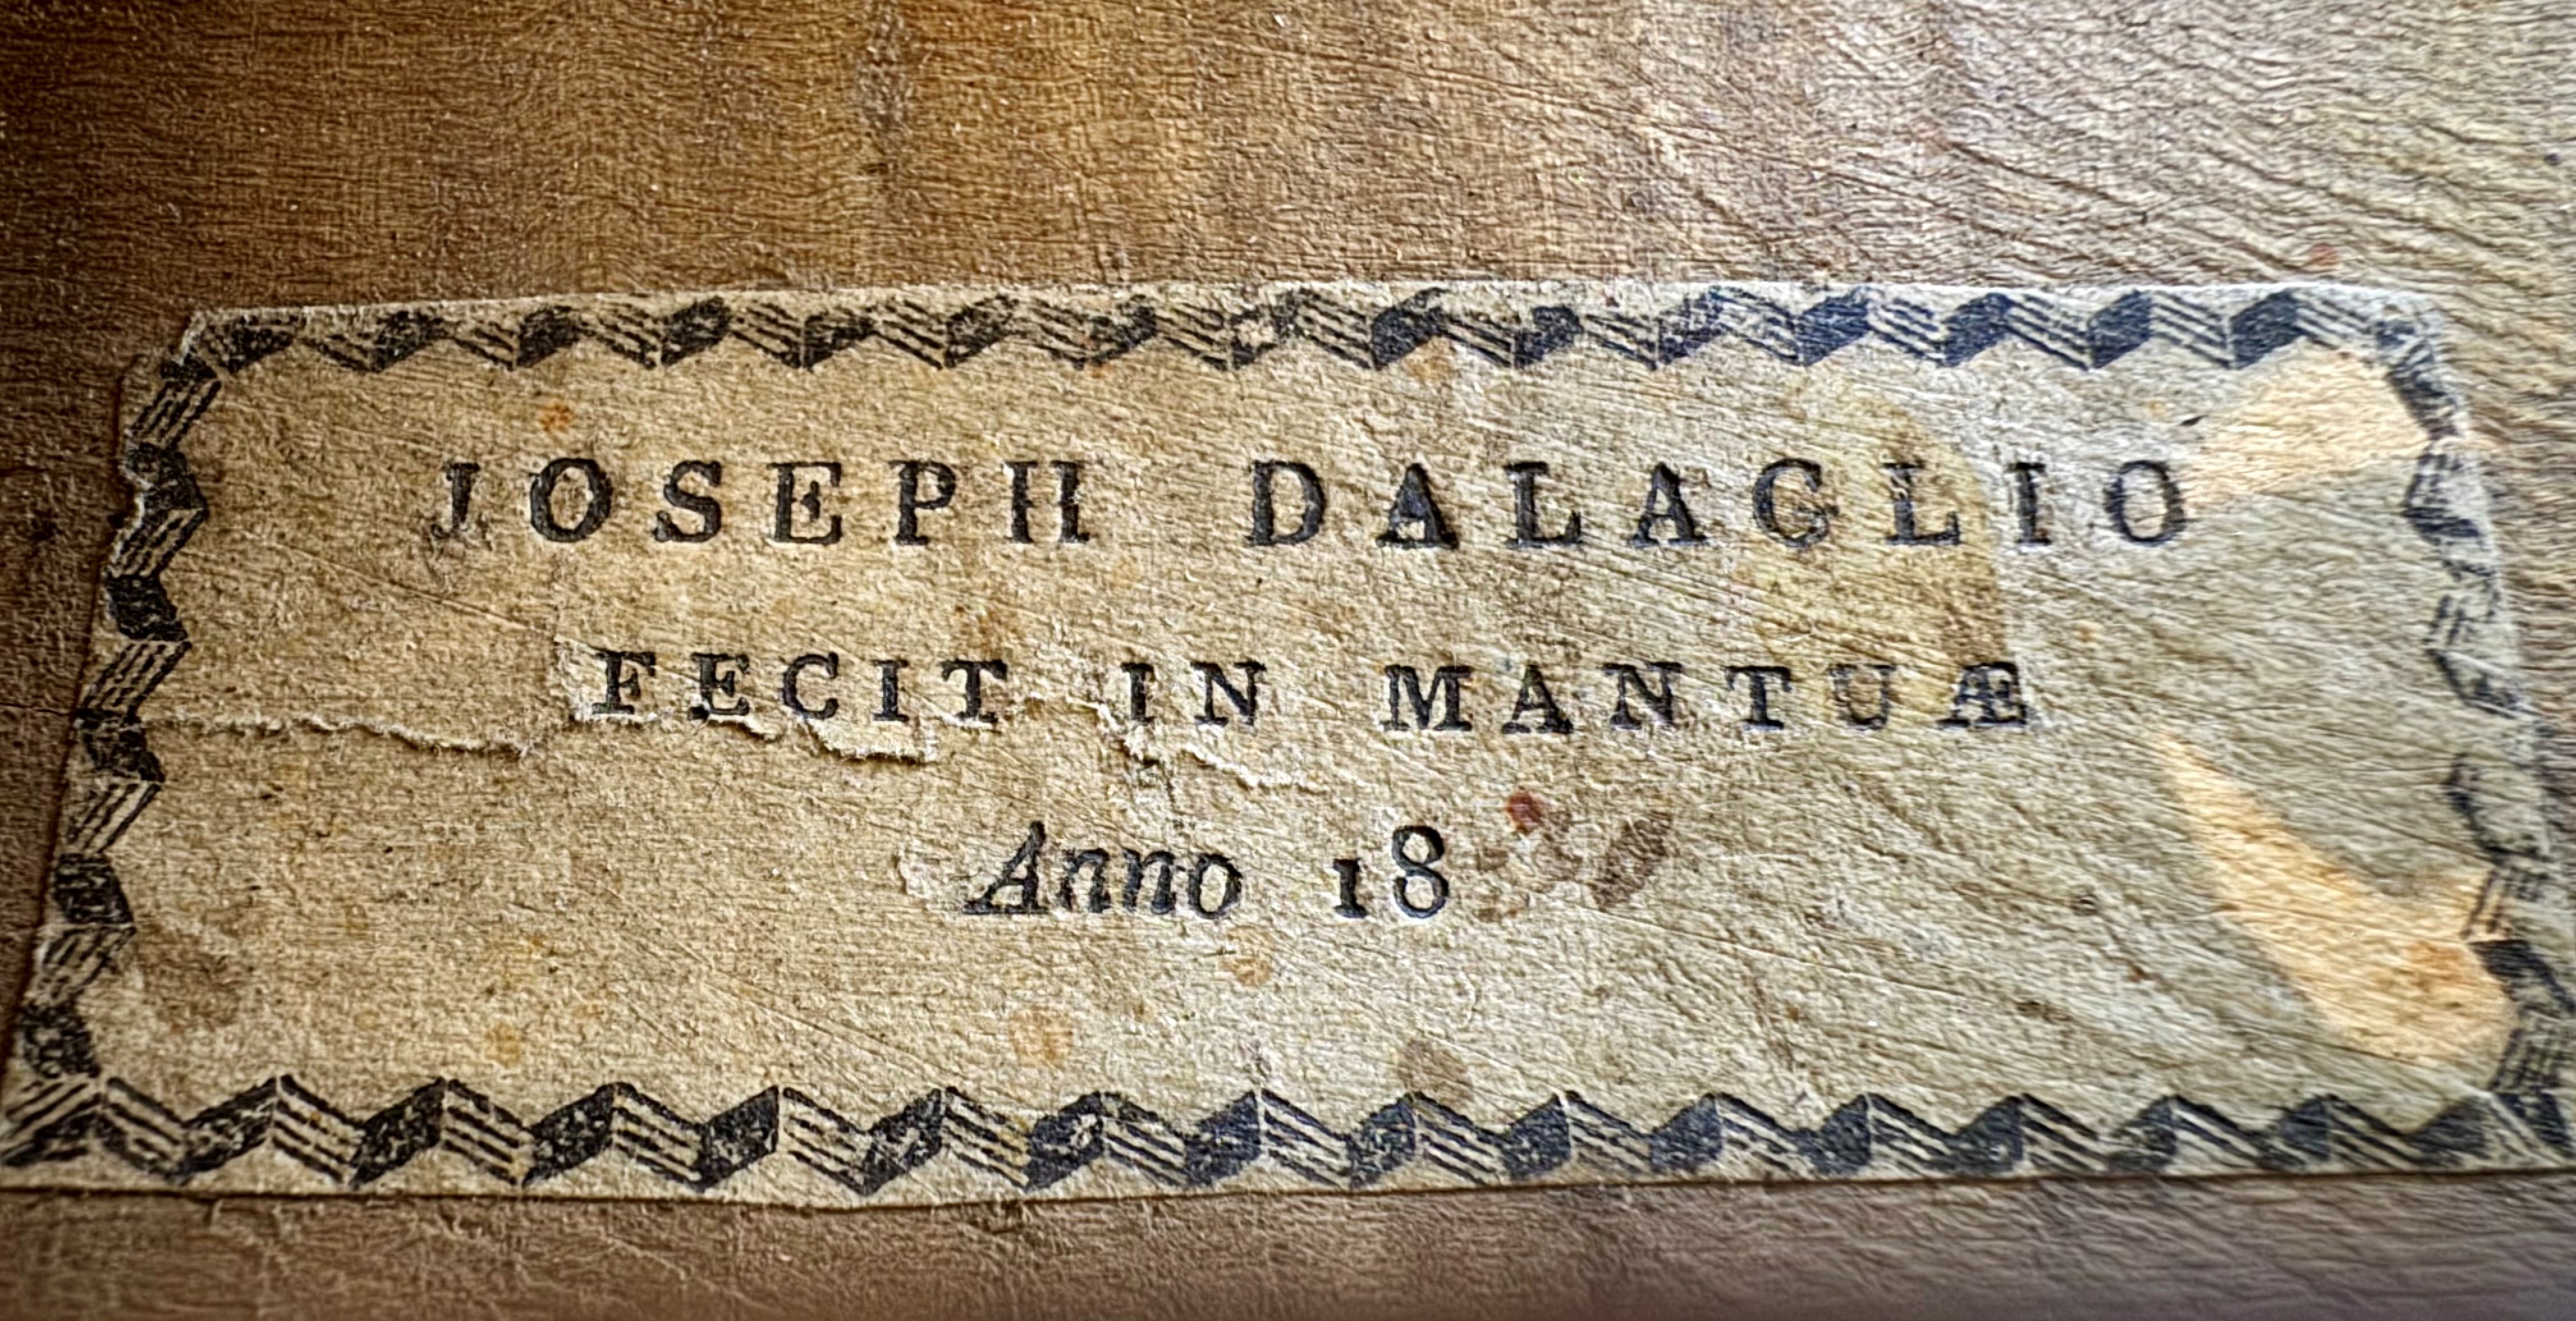 JOSEPH DALAGLIO
FECIT IN MANTUÆ
Anno 18